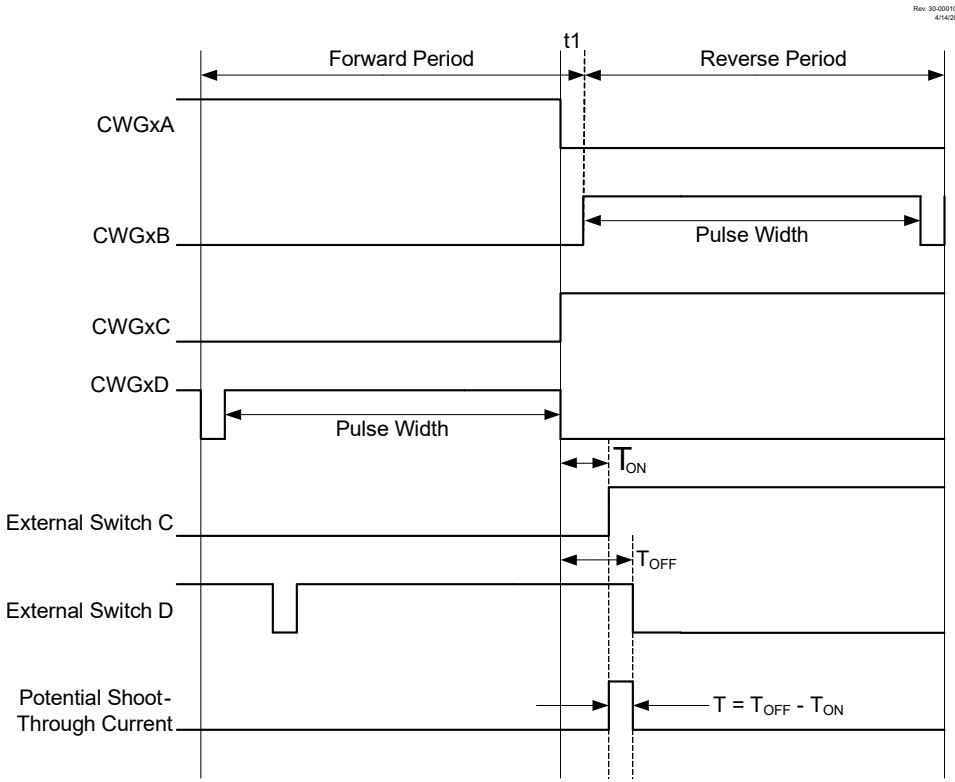 Rev. 30-00010
4/14/20
t1
Forward Period
Reverse Period
CWGxA
CWGxB
Pulse Width
CWGxC
CWGxD
Pulse Width
TON
External Switch C
TOFF
External Switch D
Potential Shoot-
Through Current
T = TOFF - TON